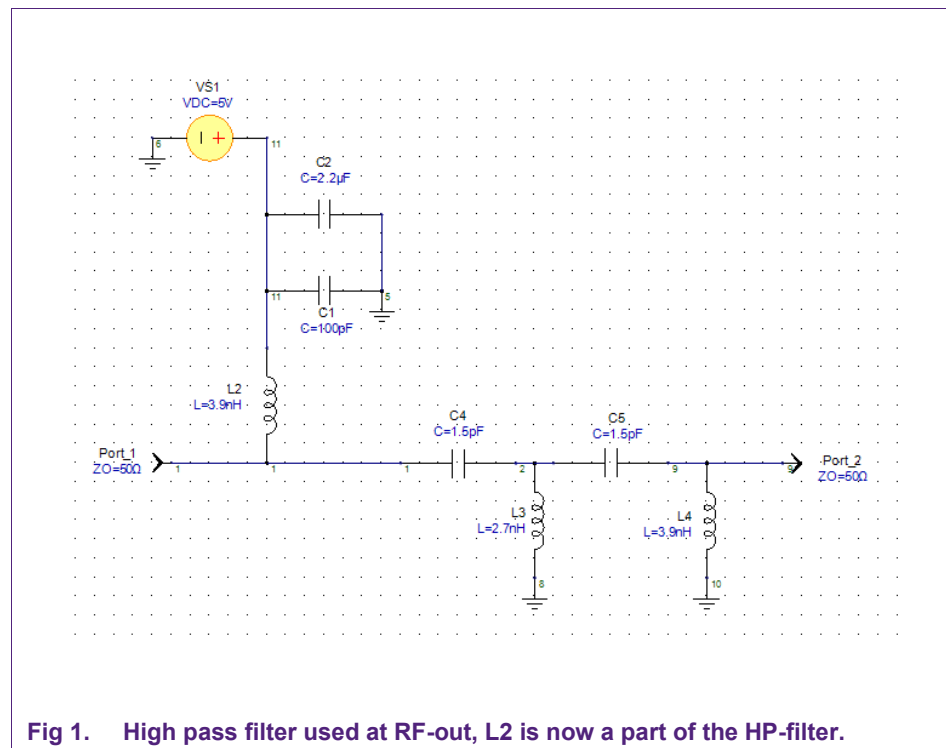 VS1
VDC=5V
6
11
C2
C=2.2µF
11
5
C1
C=100pF
L2
L=3.9nH
C4
C=1.5pF
C5
C=1.5pF
Port_1
ZO=50Ω
1
1
1
2
9
9
Port_2
ZO=50Ω
L3
L=2.7nH
L4
L=3.9nH
8
10
Fig 1. High pass filter used at RF-out, L2 is now a part of the HP-filter.